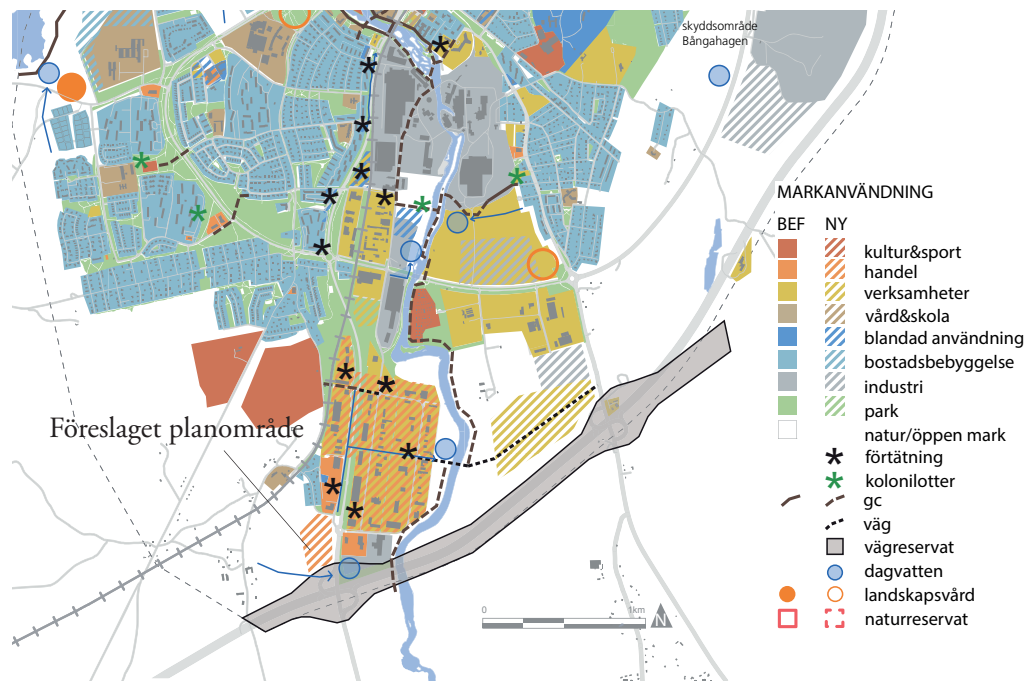 skyddsområde
Bångahagen
MARKANVÄNDNING
BEF NY
kultur&sport
handel
verksamheter
vård&skola
blandad användning
bostadsbebyggelse
industri
park
natur/öppen mark
förtätning
kolonilotter
gc
väg
vägreservat
dagvatten
landskapsvård
naturreservat
Föreslaget planområde
0 1km
N